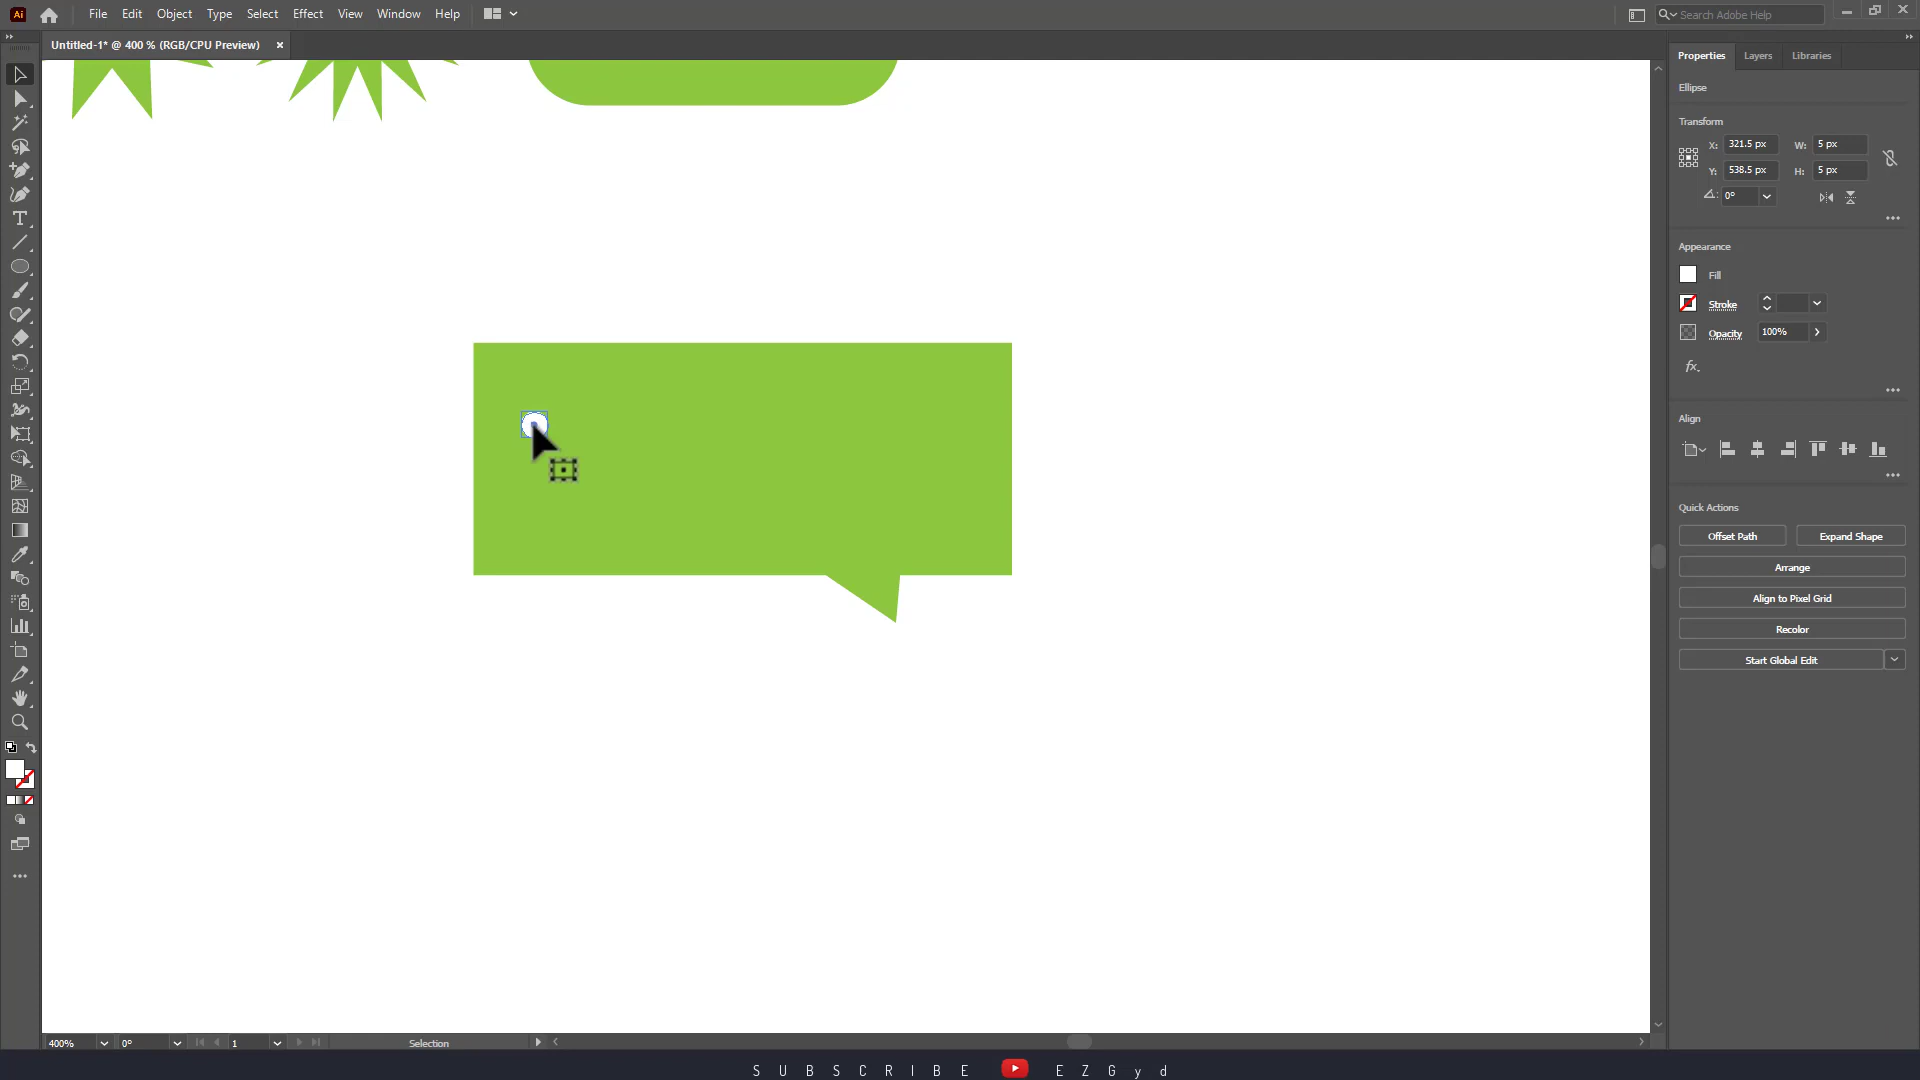 Ai File Edit Object Type Select Effect View Window Help Search Adobe Help
Untitled-1* @ 400 % (RGB/CPU Preview) ×
Properties Layers Libraries
Ellipse
Transform
X: 321.5 px W: 5 px
Y: 538.5 px H: 5 px
0°
Appearance
Fill
Stroke
Opacity 100%
fx.
Align
Quick Actions
Offset Path Expand Shape
Arrange
Align to Pixel Grid
Recolor
Start Global Edit
400% 0° 1 Selection
SUBSCRIBE EZGyd